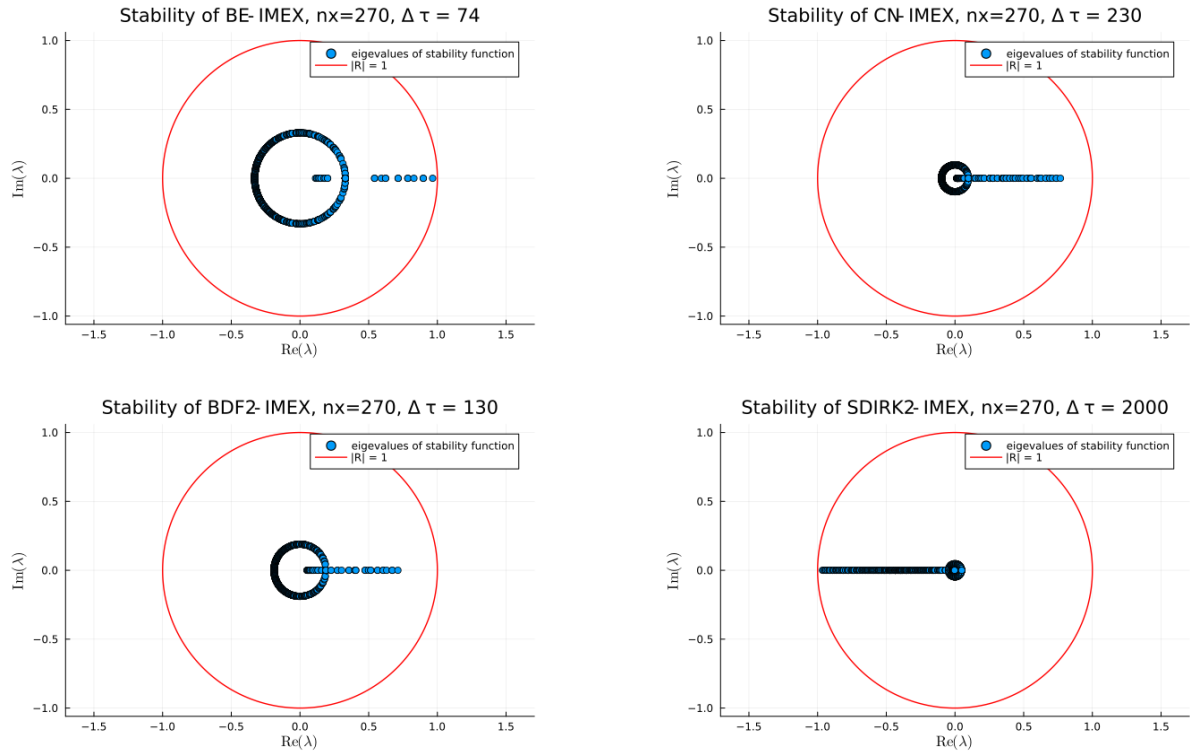 Stability of BE-IMEX, nx=270, Δ τ = 74
eigevalues of stability function
|R| = 1
1.0
0.5
0.0
−0.5
−1.0
Im(λ)
−1.5 −1.0 −0.5 0.0 0.5 1.0 1.5
Re(λ)
Stability of CN-IMEX, nx=270, Δ τ = 230
eigevalues of stability function
|R| = 1
1.0
0.5
0.0
−0.5
−1.0
Im(λ)
−1.5 −1.0 −0.5 0.0 0.5 1.0 1.5
Re(λ)
Stability of BDF2-IMEX, nx=270, Δ τ = 130
eigevalues of stability function
|R| = 1
1.0
0.5
0.0
−0.5
−1.0
Im(λ)
−1.5 −1.0 −0.5 0.0 0.5 1.0 1.5
Re(λ)
Stability of SDIRK2-IMEX, nx=270, Δ τ = 2000
eigevalues of stability function
|R| = 1
1.0
0.5
0.0
−0.5
−1.0
Im(λ)
−1.5 −1.0 −0.5 0.0 0.5 1.0 1.5
Re(λ)